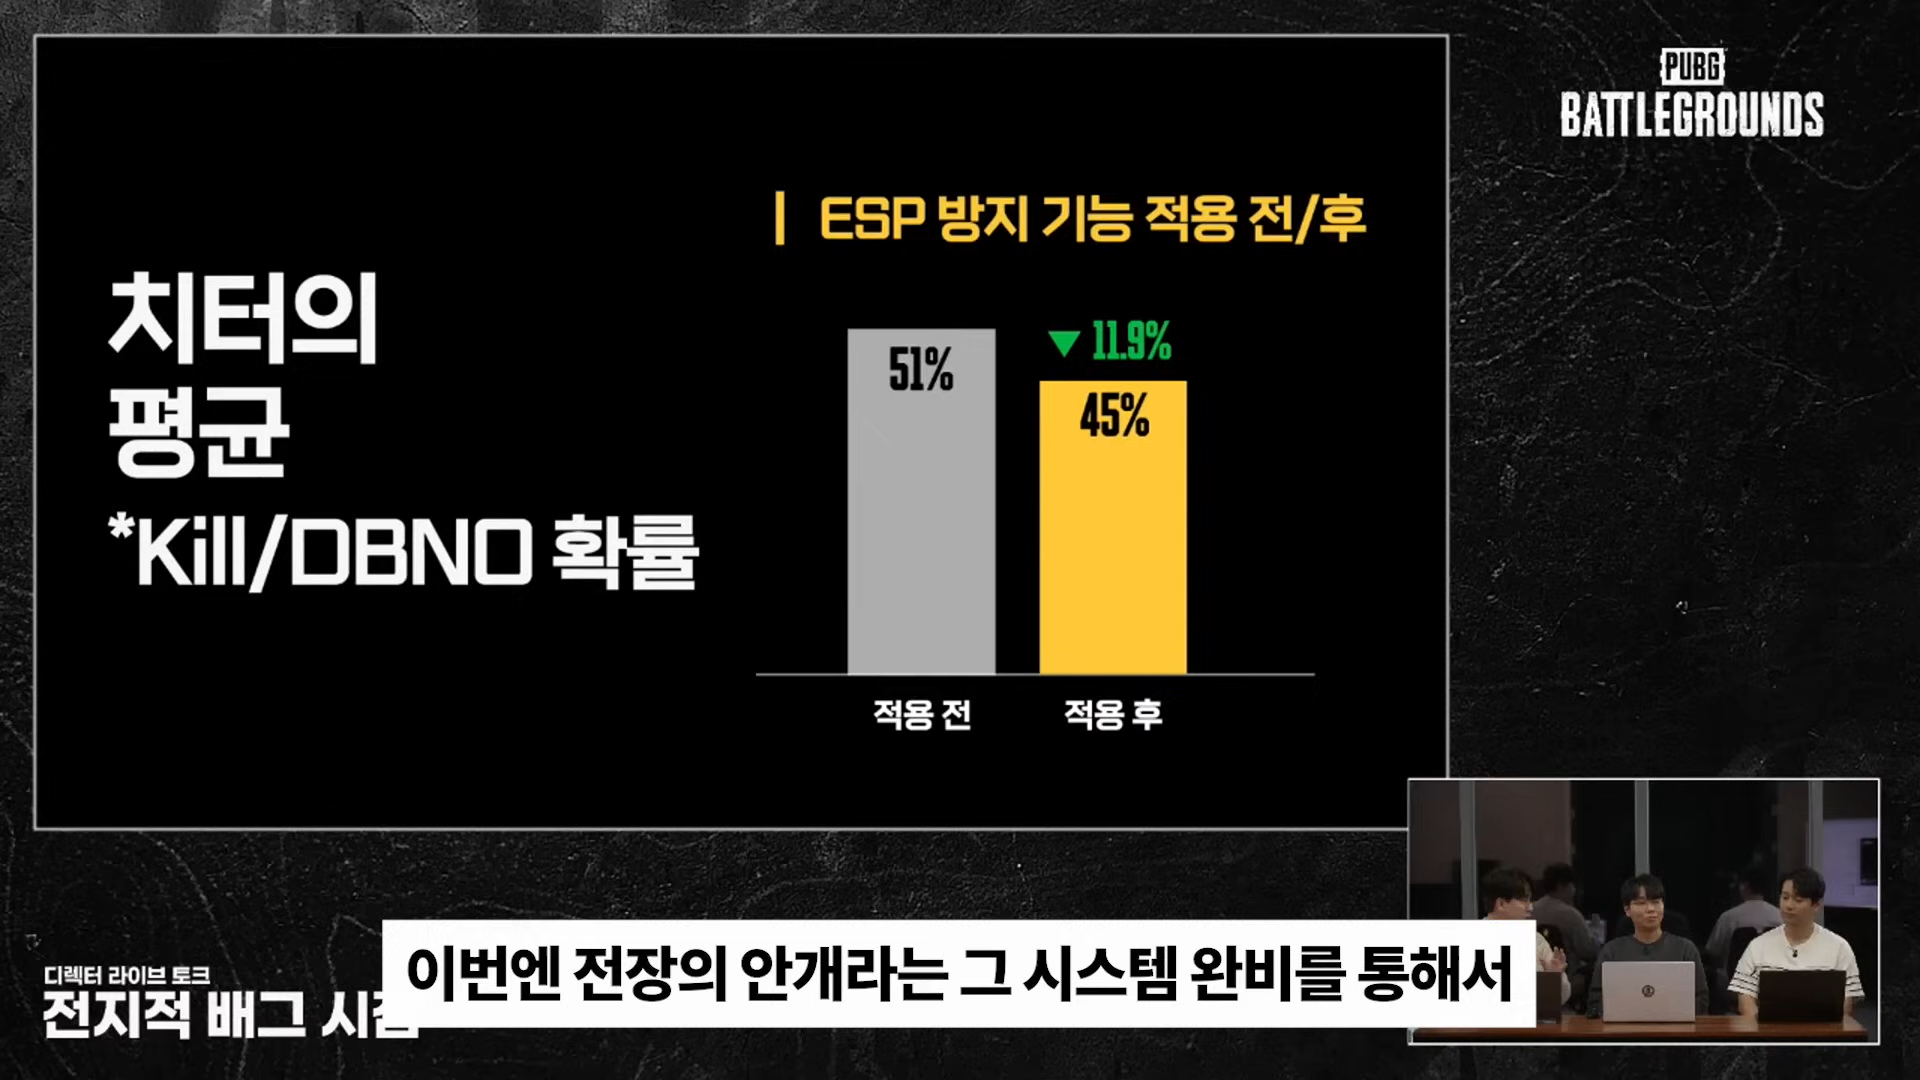 PUBG
BATTLEGROUNDS
ESP 방지 기능 적용 전/후
치터의
평균
*Kill/DBNO 확률
51%
▼ 11.9%
45%
적용 전
적용 후
디렉터 라이브 토크
전지적 배그 시점
이번엔 전장의 안개라는 그 시스템 완비를 통해서